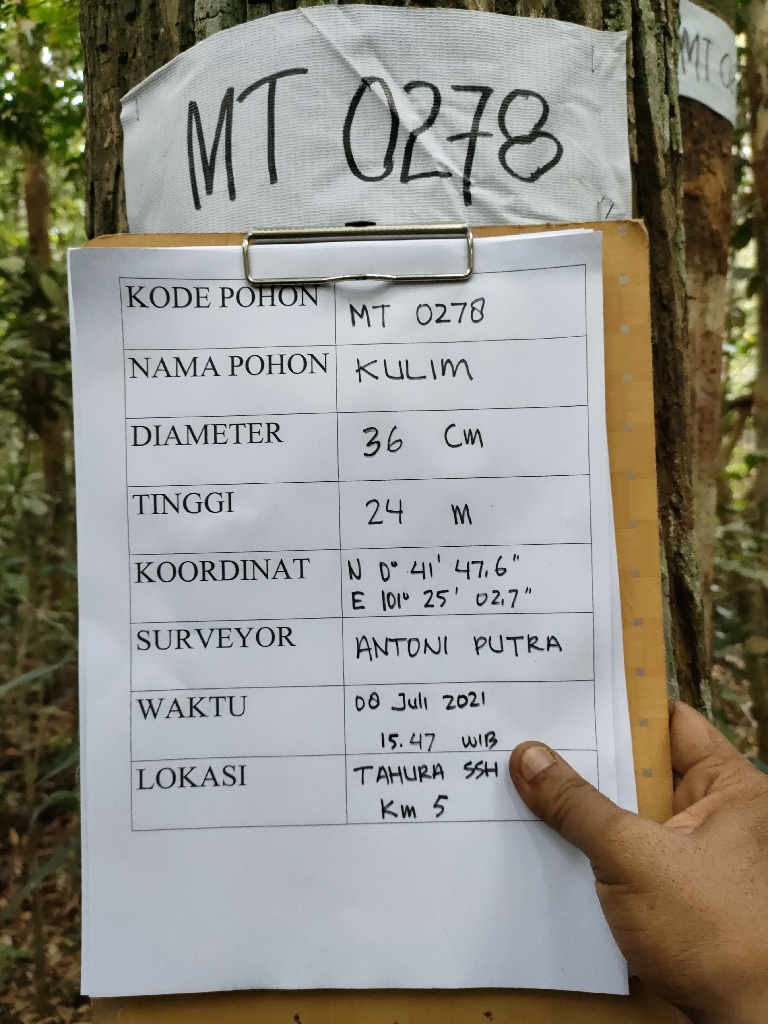 MT 0278
MT 0
KODE POHON MT 0278
NAMA POHON KULIM
DIAMETER 36 Cm
TINGGI 24 m
KOORDINAT N 0° 41' 47,6"
E 101° 25' 02,7"
SURVEYOR ANTONI PUTRA
WAKTU 08 Juli 2021
15.47 WIB
LOKASI TAHURA SSH
Km 5